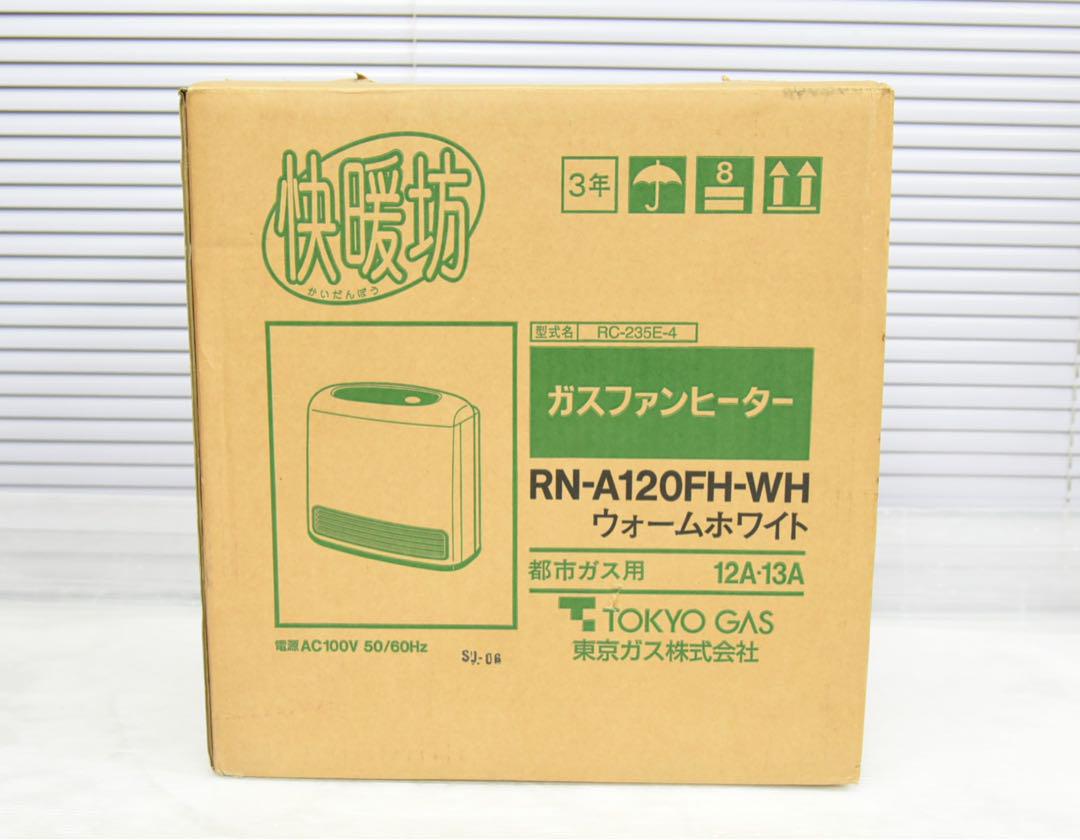 快暖坊
かいだんぼう
3年
8
型式名 RC-235E-4
ガスファンヒーター
RN-A120FH-WH
ウォームホワイト
都市ガス用 12A·13A
TOKYO GAS
東京ガス株式会社
電源 AC100V 50/60Hz